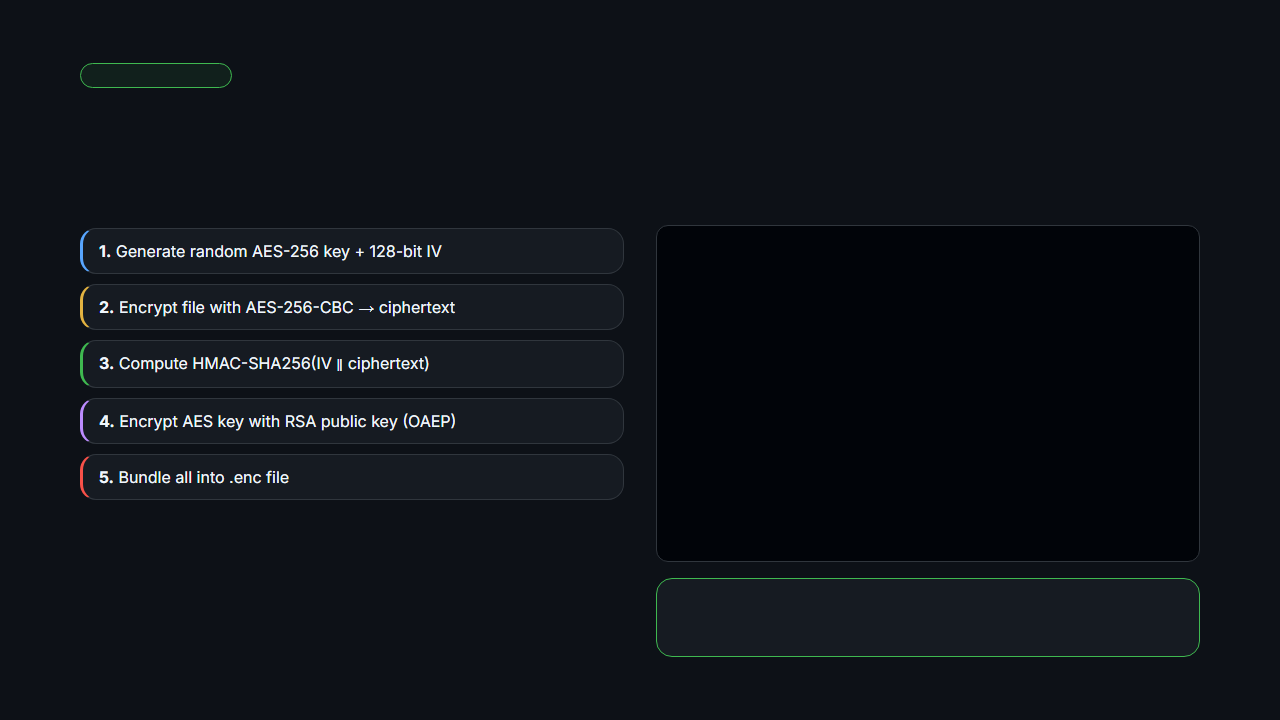 1. Generate random AES-256 key + 128-bit IV
2. Encrypt file with AES-256-CBC → ciphertext
3. Compute HMAC-SHA256(IV ‖ ciphertext)
4. Encrypt AES key with RSA public key (OAEP)
5. Bundle all into .enc file